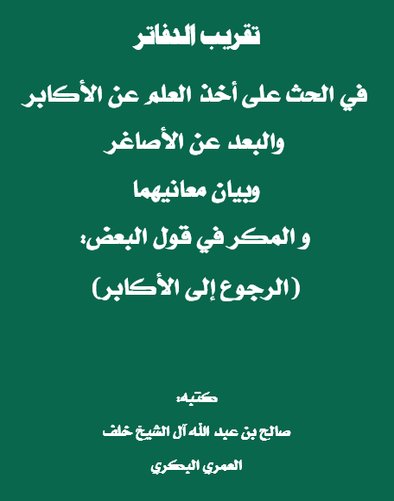 تقريب الدفاتر
في الحث على أخذ العلم عن الأكابر
والبعد عن الأصاغر
وبيان معانيهما
و المكر في قول البعض:
(الرجوع إلى الأكابر)
كتبه:
صالح بن عبد الله آل الشيخ خلف
العمري البكري